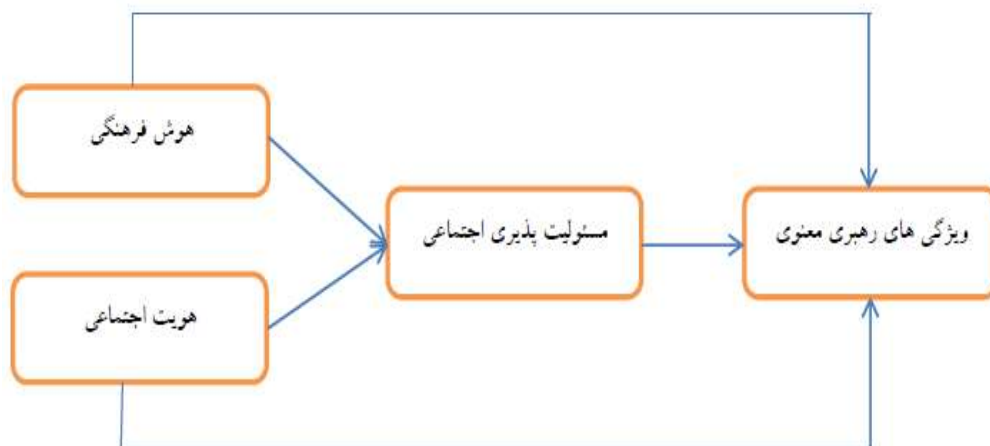 هوش فرهنگی
مسئولیت پذیری اجتماعی
ویژگی های رهبری معنوی
هویت اجتماعی